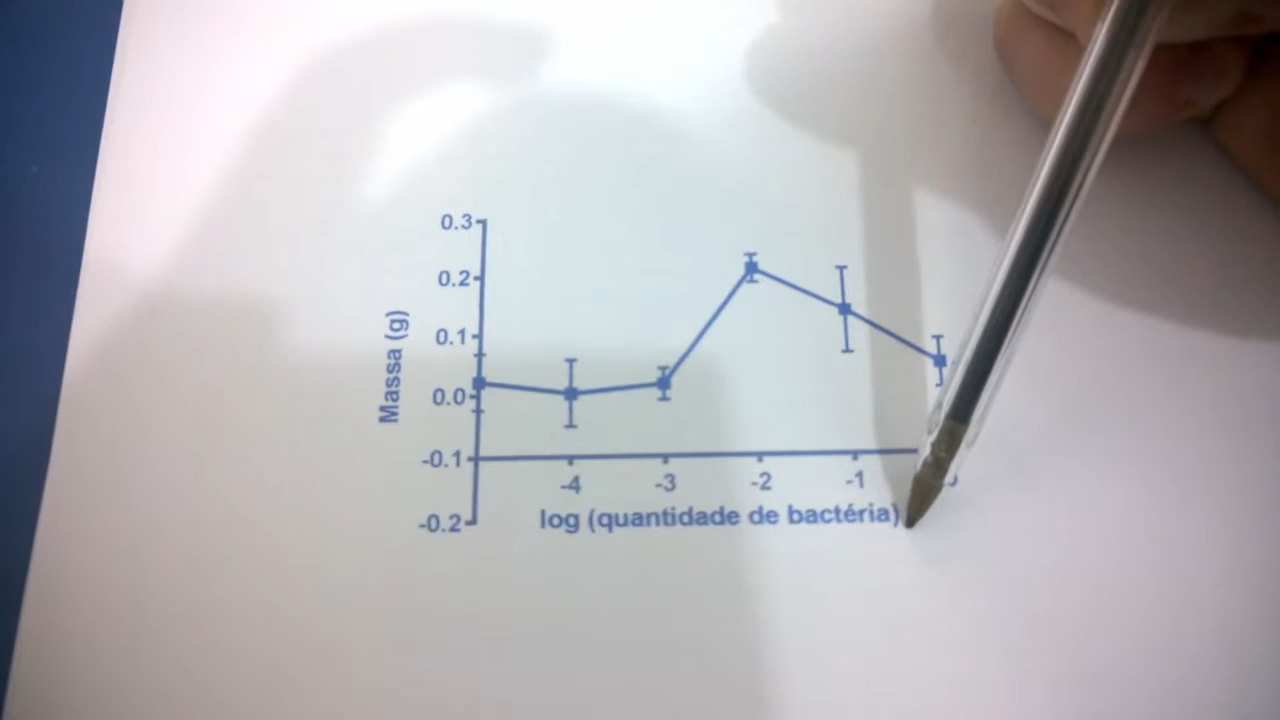 0.3
0.2
0.1
0.0
-0.1
-0.2
Massa (g)
-4 -3 -2 -1
log (quantidade de bactéria)